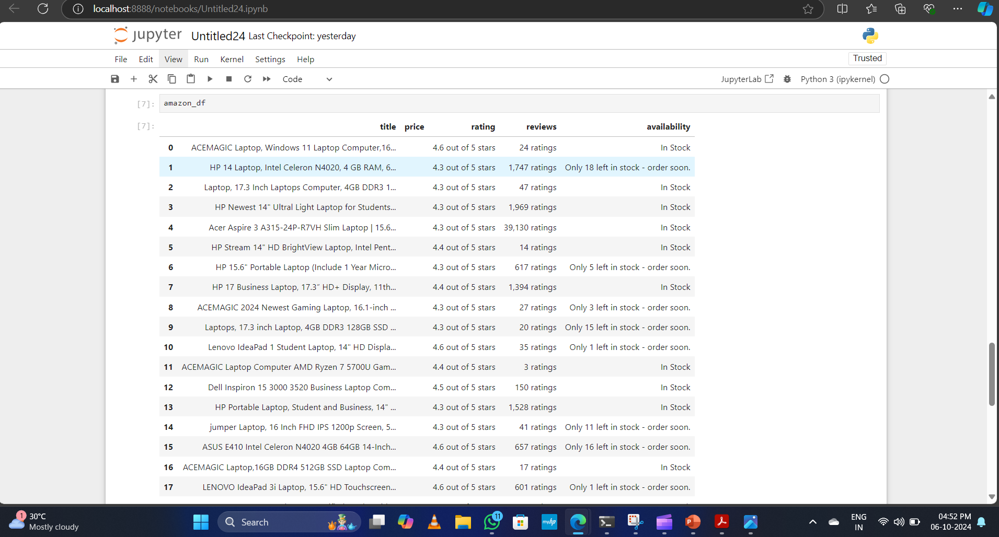 localhost:8888/notebooks/Untitled24.ipynb
jupyter Untitled24 Last Checkpoint: yesterday
File Edit View Run Kernel Settings Help Trusted
Code JupyterLab Python 3 (ipykernel)
[7]: amazon_df
[7]: title price rating reviews availability
0 ACEMAGIC Laptop, Windows 11 Laptop Computer,16... 4.6 out of 5 stars 24 ratings In Stock
1 HP 14 Laptop, Intel Celeron N4020, 4 GB RAM, 6... 4.3 out of 5 stars 1,747 ratings Only 18 left in stock - order soon.
2 Laptop, 17.3 Inch Laptops Computer, 4GB DDR3 1... 4.3 out of 5 stars 47 ratings In Stock
3 HP Newest 14" Ultral Light Laptop for Students... 4.3 out of 5 stars 1,969 ratings In Stock
4 Acer Aspire 3 A315-24P-R7VH Slim Laptop | 15.6... 4.3 out of 5 stars 39,130 ratings In Stock
5 HP Stream 14" HD BrightView Laptop, Intel Pent... 4.4 out of 5 stars 14 ratings In Stock
6 HP 15.6" Portable Laptop (Include 1 Year Micro... 4.3 out of 5 stars 617 ratings Only 5 left in stock - order soon.
7 HP 17 Business Laptop, 17.3” HD+ Display, 11th... 4.4 out of 5 stars 1,394 ratings In Stock
8 ACEMAGIC 2024 Newest Gaming Laptop, 16.1-inch ... 4.3 out of 5 stars 27 ratings Only 3 left in stock - order soon.
9 Laptops, 17.3 inch Laptop, 4GB DDR3 128GB SSD ... 4.3 out of 5 stars 20 ratings Only 15 left in stock - order soon.
10 Lenovo IdeaPad 1 Student Laptop, 14" HD Displa... 4.6 out of 5 stars 35 ratings Only 1 left in stock - order soon.
11 ACEMAGIC Laptop Computer AMD Ryzen 7 5700U Gam... 4.4 out of 5 stars 3 ratings In Stock
12 Dell Inspiron 15 3000 3520 Business Laptop Com... 4.5 out of 5 stars 150 ratings In Stock
13 HP Portable Laptop, Student and Business, 14" ... 4.3 out of 5 stars 1,528 ratings In Stock
14 jumper Laptop, 16 Inch FHD IPS 1200p Screen, 5... 4.3 out of 5 stars 41 ratings Only 11 left in stock - order soon.
15 ASUS E410 Intel Celeron N4020 4GB 64GB 14-Inch... 4.6 out of 5 stars 657 ratings Only 16 left in stock - order soon.
16 ACEMAGIC Laptop,16GB DDR4 512GB SSD Laptop Com... 4.4 out of 5 stars 17 ratings In Stock
17 LENOVO IdeaPad 3i Laptop, 15.6" HD Touchscreen... 4.6 out of 5 stars 601 ratings Only 1 left in stock - order soon.
1 30°C Search 11 myhp ENG 04:52 PM
Mostly cloudy IN 06-10-2024